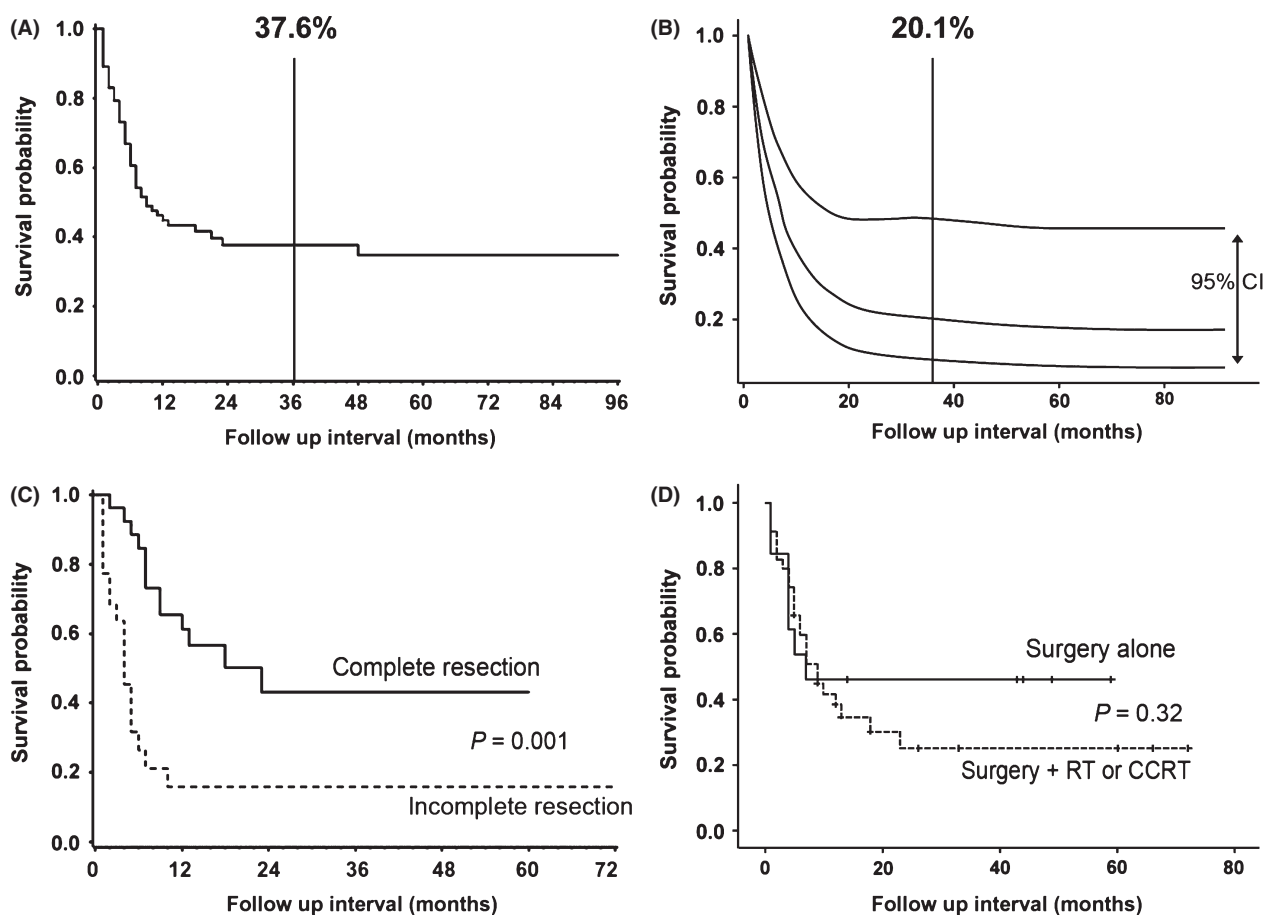 (A)
37.6%
Survival probability
1.0
0.8
0.6
0.4
0.2
0.0
0 12 24 36 48 60 72 84 96
Follow up interval (months)
(B)
20.1%
Survival probability
1.0
0.8
0.6
0.4
0.2
95% CI
0 20 40 60 80
Follow up interval (months)
(C)
Survival probability
1.0
0.8
0.6
0.4
0.2
0.0
Complete resection
P = 0.001
Incomplete resection
0 12 24 36 48 60 72
Follow up interval (months)
(D)
Survival probability
1.0
0.8
0.6
0.4
0.2
0.0
Surgery alone
P = 0.32
Surgery + RT or CCRT
0 20 40 60 80
Follow up interval (months)